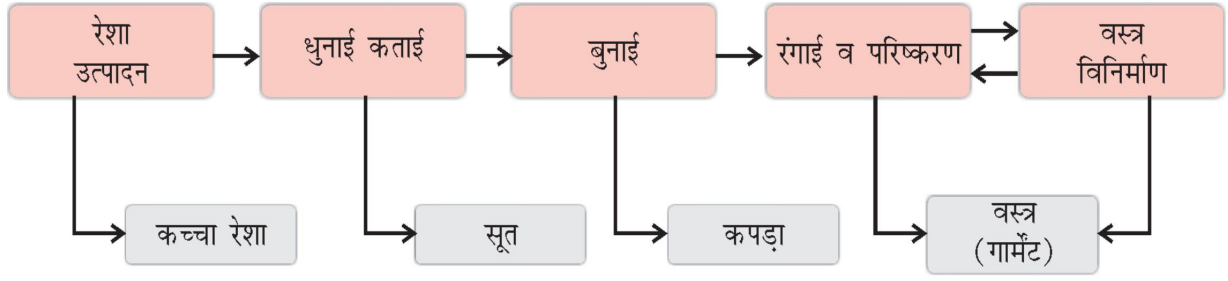 रेशा
उत्पादन
धुनाई कताई
बुनाई
रंगाई व परिष्करण
वस्त्र
विनिर्माण
कच्चा रेशा
सूत
कपड़ा
वस्त्र
(गार्मेंट)